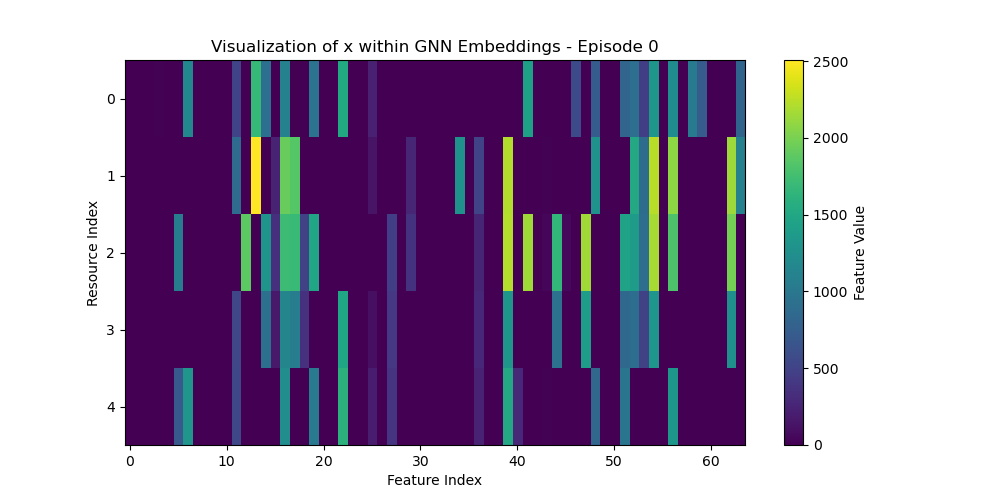 Visualization of x within GNN Embeddings - Episode 0
Resource Index
0
1
2
3
4
0 10 20 30 40 50 60
Feature Index
2500
2000
1500
1000
500
0
Feature Value